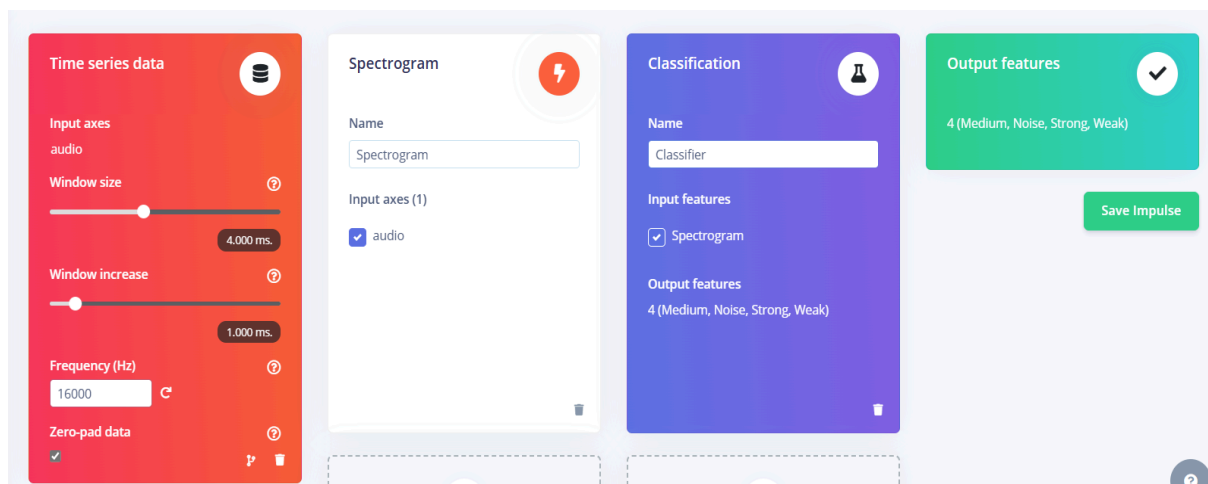 Time series data
Input axes
audio
Window size
4.000 ms.
Window increase
1.000 ms.
Frequency (Hz)
16000
Zero-pad data
Spectrogram
Name
Spectrogram
Input axes (1)
audio
Classification
Name
Classifier
Input features
Spectrogram
Output features
4 (Medium, Noise, Strong, Weak)
Output features
4 (Medium, Noise, Strong, Weak)
Save Impulse